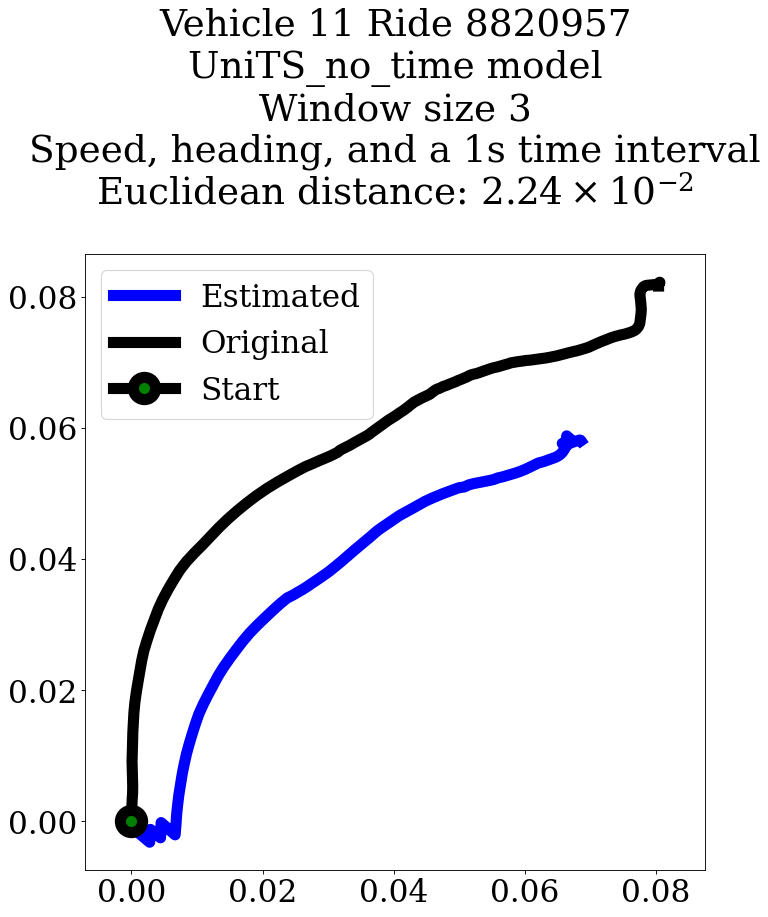 Vehicle 11 Ride 8820957
UniTS_no_time model
Window size 3
Speed, heading, and a 1s time interval
Euclidean distance: 2.24 × 10⁻²
Estimated
Original
Start
0.08
0.06
0.04
0.02
0.00
0.00 0.02 0.04 0.06 0.08